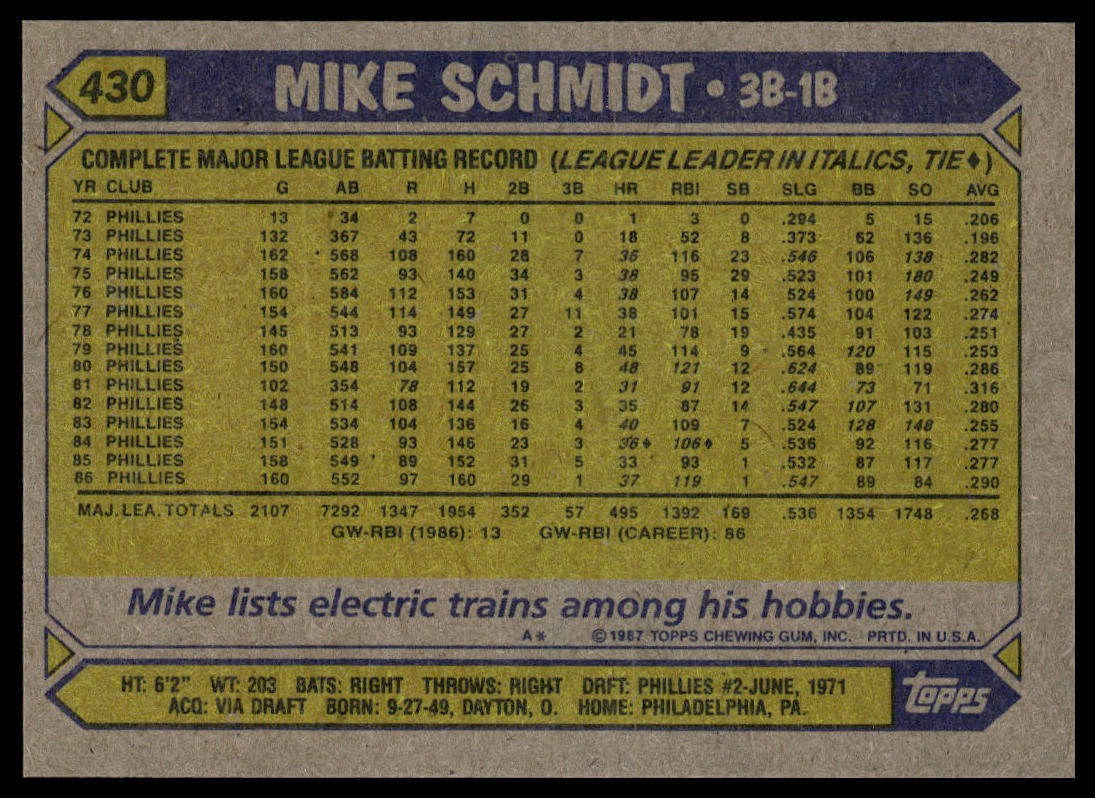 430 MIKE SCHMIDT • 3B-1B
COMPLETE MAJOR LEAGUE BATTING RECORD (LEAGUE LEADER IN ITALICS, TIE♦)
YR CLUB G AB R H 2B 3B HR RBI SB SLG BB SO AVG
72 PHILLIES 13 34 2 7 0 0 1 3 0 .294 5 15 .206
73 PHILLIES 132 367 43 72 11 0 18 52 8 .373 62 136 .196
74 PHILLIES 162 568 108 160 28 7 36 116 23 .546 106 138 .282
75 PHILLIES 158 562 93 140 34 3 38 95 29 .523 101 180 .249
76 PHILLIES 160 584 112 153 31 4 38 107 14 524 100 149 .262
77 PHILLIES 154 544 114 149 27 11 38 101 15 .574 104 122 .274
78 PHILLIES 145 513 93 129 27 2 21 78 19 .435 91 103 .251
79 PHILLIES 160 541 109 137 25 4 45 114 9 .564 120 115 .253
80 PHILLIES 150 548 104 157 25 8 48 121 12 .624 89 119 .286
81 PHILLIES 102 354 78 112 19 2 31 91 12 .644 73 71 .316
82 PHILLIES 148 514 108 144 26 3 35 87 14 .547 107 131 .280
83 PHILLIES 154 534 104 136 16 4 40 109 7 .524 128 148 .255
84 PHILLIES 151 528 93 146 23 3 36♦ 106♦ 5 .536 92 116 .277
85 PHILLIES 158 549 89 152 31 5 33 93 1 .532 87 117 .277
86 PHILLIES 160 552 97 160 29 1 37 119 1 .547 89 84 .290
MAJ. LEA. TOTALS 2107 7292 1347 1954 352 57 495 1392 169 .536 1354 1748 .268
GW-RBI (1986): 13 GW-RBI (CAREER): 86
Mike lists electric trains among his hobbies.
A* ©1987 TOPPS CHEWING GUM, INC. PRTD. IN U.S.A.
HT: 6'2" WT: 203 BATS: RIGHT THROWS: RIGHT DRFT: PHILLIES #2-JUNE, 1971
ACQ: VIA DRAFT BORN: 9-27-49, DAYTON, O. HOME: PHILADELPHIA, PA.
topps